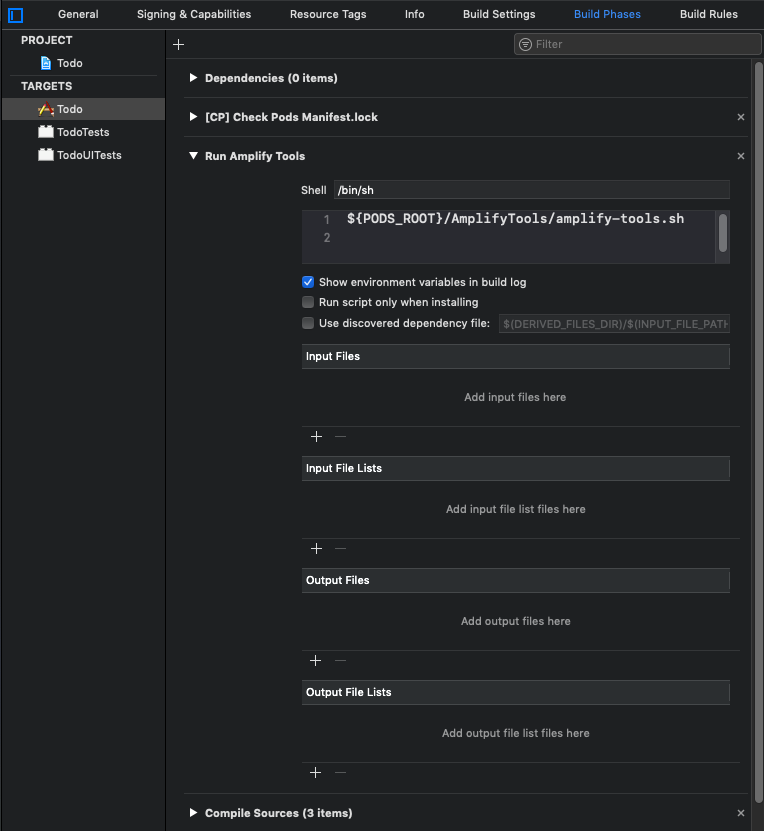 General Signing & Capabilities Resource Tags Info Build Settings Build Phases Build Rules
PROJECT
Todo
TARGETS
Todo
TodoTests
TodoUITests
Filter
Dependencies (0 items)
[CP] Check Pods Manifest.lock
Run Amplify Tools
Shell /bin/sh
1 ${PODS_ROOT}/AmplifyTools/amplify-tools.sh
2
Show environment variables in build log
Run script only when installing
Use discovered dependency file: $(DERIVED_FILES_DIR)/$(INPUT_FILE_PATH
Input Files
Add input files here
Input File Lists
Add input file list files here
Output Files
Add output files here
Output File Lists
Add output file list files here
Compile Sources (3 items)